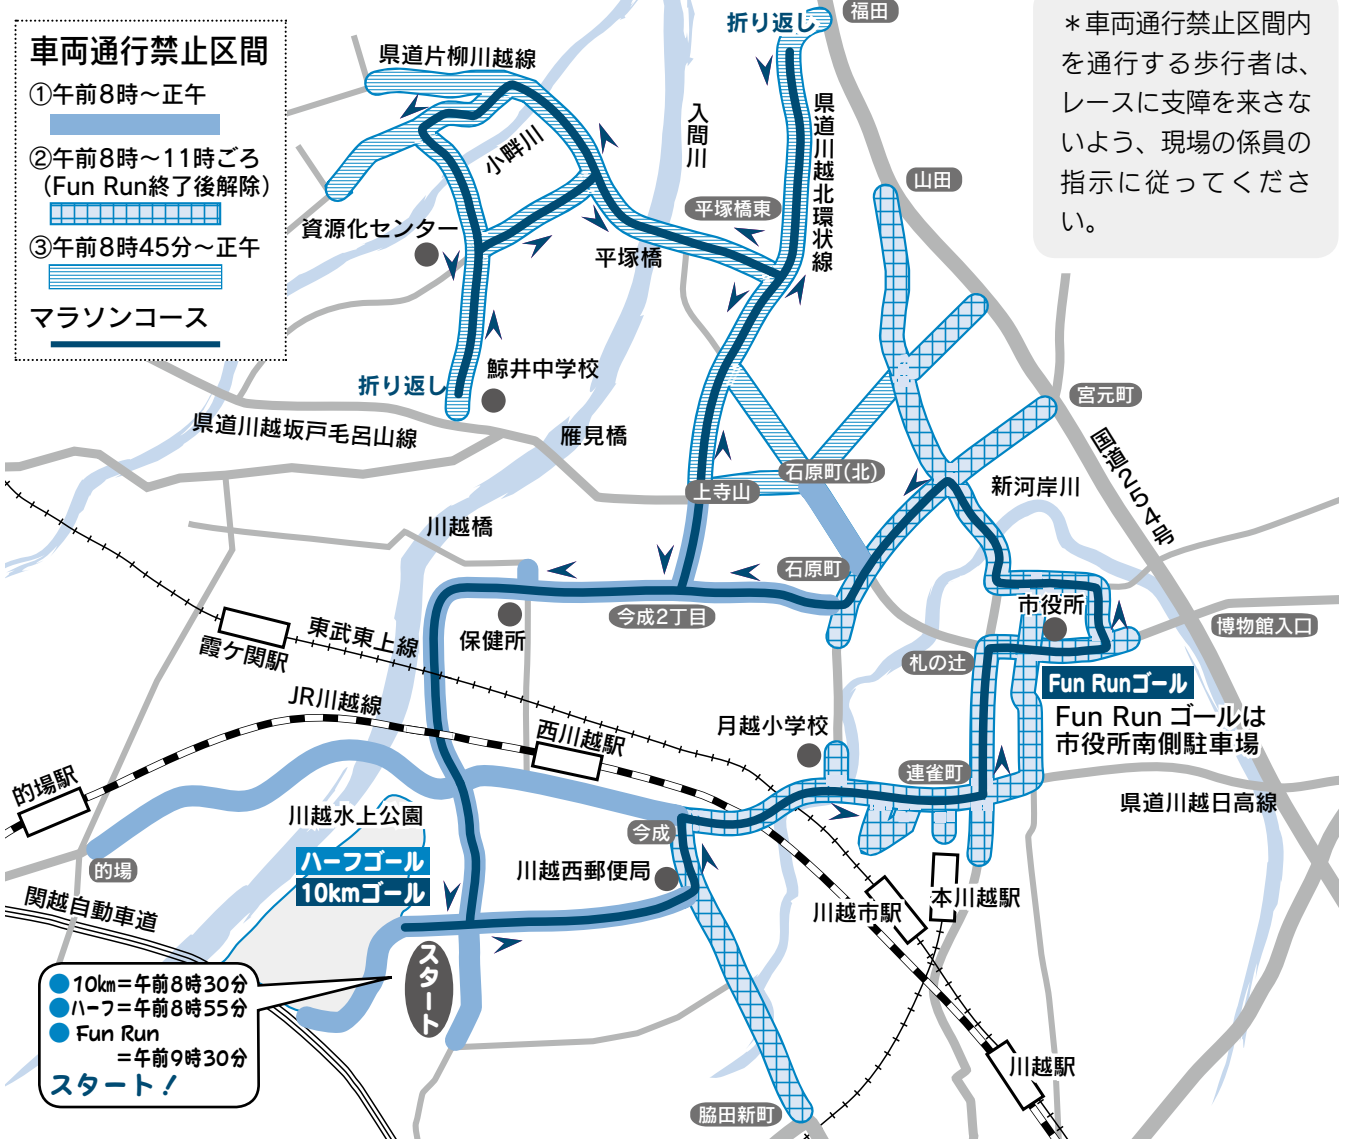 車両通行禁止区間
①午前8時～正午
②午前8時～11時ごろ
（Fun Run終了後解除）
③午前8時45分～正午
マラソンコース
＊車両通行禁止区間内
を通行する歩行者は、
レースに支障を来さな
いよう、現場の係員の
指示に従ってくださ
い。
折り返し
福田
県道片柳川越線
入間川
県道川越北環状線
小畔川
山田
平塚橋東
資源化センター
平塚橋
鯨井中学校
折り返し
宮元町
県道川越坂戸毛呂山線
雁見橋
国道254号
石原町(北)
上寺山
新河岸川
川越橋
石原町
市役所
今成2丁目
保健所
博物館入口
東武東上線
霞ケ関駅
札の辻
Fun Runゴール
Fun Run ゴールは
市役所南側駐車場
JR川越線
西川越駅
月越小学校
連雀町
的場駅
県道川越日高線
川越水上公園
今成
ハーフゴール
10kmゴール
川越西郵便局
的場
本川越駅
川越市駅
関越自動車道
スタート
10km＝午前8時30分
ハーフ＝午前8時55分
Fun Run
＝午前9時30分
スタート！
川越駅
脇田新町